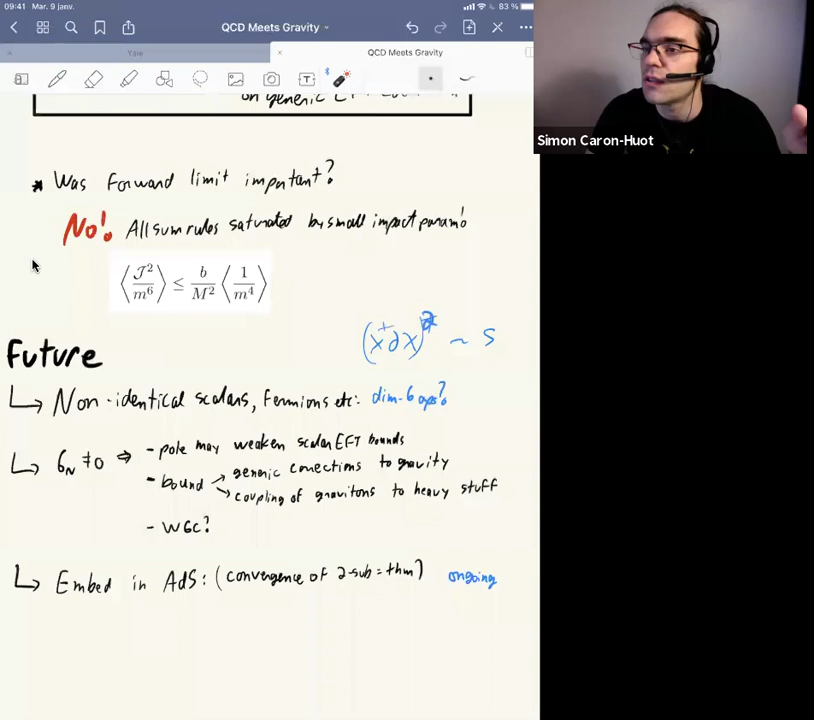 09:41 Mar. 9 janv.
83 %
QCD Meets Gravity
Yale
QCD Meets Gravity
T
on generic EFT
Simon Caron-Huot
* Was forward limit important?
No! All sum rules saturated by small impact param!
⟨J²/m⁶⟩ ≤ b/M² ⟨1/m⁴⟩
(x⁺∂x)² ~ S
Future
↳ Non-identical scalars, fermions etc: dim-6 ops?
↳ G_N ≠ 0 ⇒ - pole may weaken scalar EFT bounds
- bound → generic corrections to gravity
→ coupling of gravitons to heavy stuff
- WGC?
↳ Embed in AdS: (convergence of 2-sub = thm) ongoing